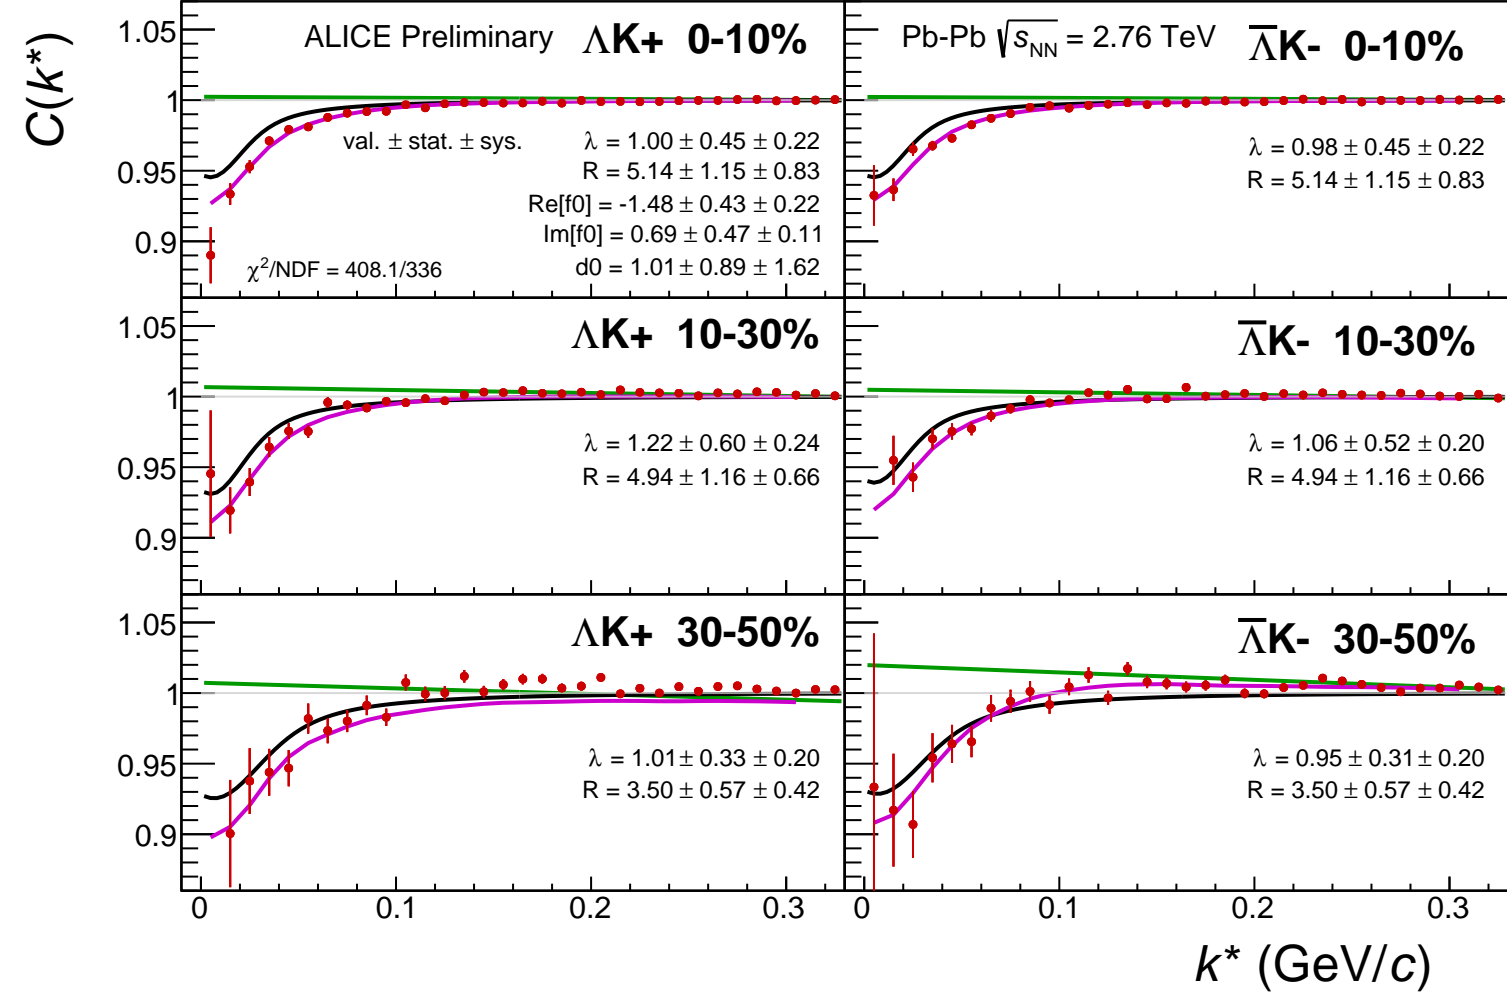 C(k*)
ALICE Preliminary ΛK+ 0-10%
val. ± stat. ± sys.
λ = 1.00 ± 0.45 ± 0.22
R = 5.14 ± 1.15 ± 0.83
Re[f0] = -1.48 ± 0.43 ± 0.22
Im[f0] = 0.69 ± 0.47 ± 0.11
d0 = 1.01 ± 0.89 ± 1.62
χ²/NDF = 408.1/336
1.05
1
0.95
0.9
Pb-Pb √s_NN = 2.76 TeV Λ̅K- 0-10%
λ = 0.98 ± 0.45 ± 0.22
R = 5.14 ± 1.15 ± 0.83
ΛK+ 10-30%
λ = 1.22 ± 0.60 ± 0.24
R = 4.94 ± 1.16 ± 0.66
1.05
1
0.95
0.9
Λ̅K- 10-30%
λ = 1.06 ± 0.52 ± 0.20
R = 4.94 ± 1.16 ± 0.66
ΛK+ 30-50%
λ = 1.01 ± 0.33 ± 0.20
R = 3.50 ± 0.57 ± 0.42
1.05
1
0.95
0.9
Λ̅K- 30-50%
λ = 0.95 ± 0.31 ± 0.20
R = 3.50 ± 0.57 ± 0.42
0 0.1 0.2 0.3 0 0.1 0.2 0.3
k* (GeV/c)